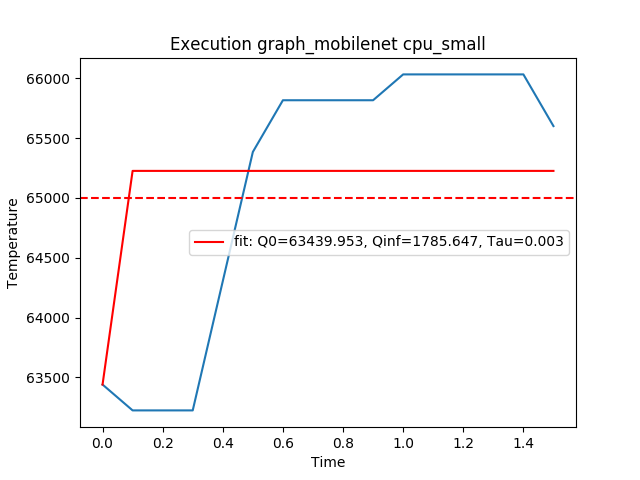 Execution graph_mobilenet cpu_small
66000
65500
65000
64500
64000
63500
Temperature
fit: Q0=63439.953, Qinf=1785.647, Tau=0.003
0.0 0.2 0.4 0.6 0.8 1.0 1.2 1.4
Time